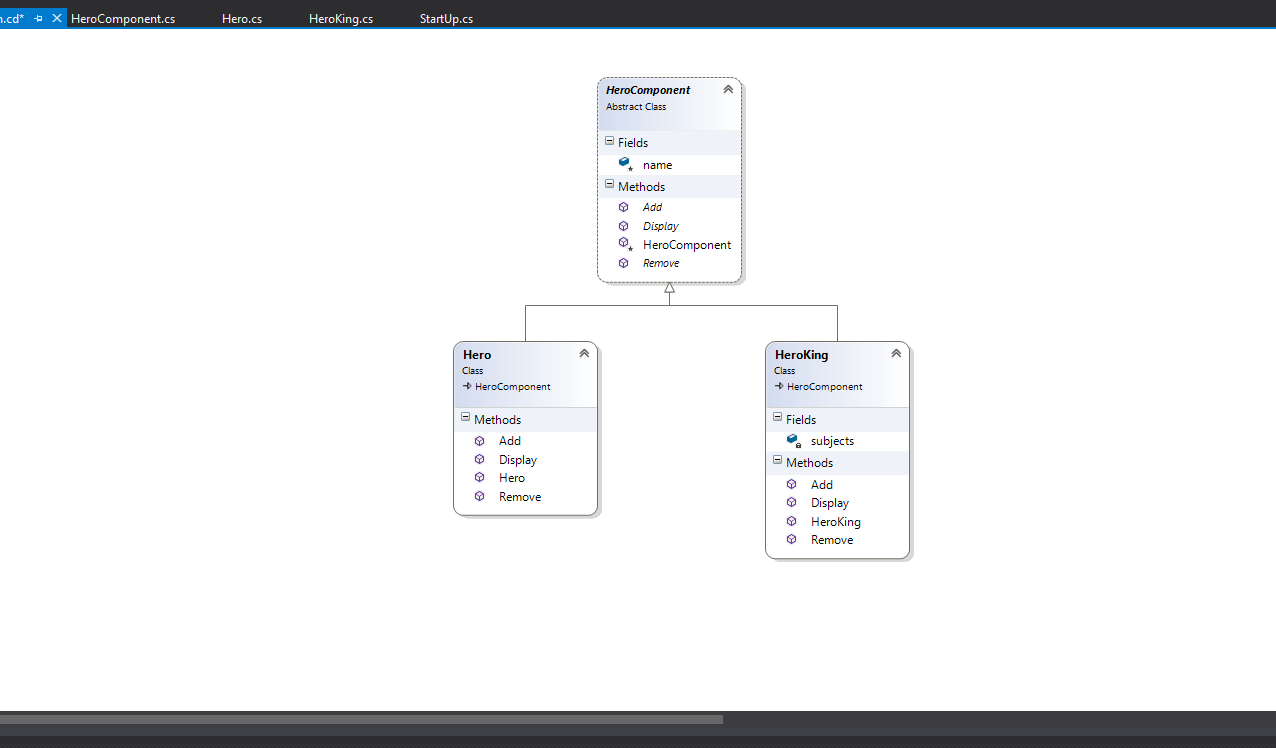 n.cd*
HeroComponent.cs
Hero.cs
HeroKing.cs
StartUp.cs
HeroComponent
Abstract Class
Fields
name
Methods
Add
Display
HeroComponent
Remove
Hero
Class
HeroComponent
Methods
Add
Display
Hero
Remove
HeroKing
Class
HeroComponent
Fields
subjects
Methods
Add
Display
HeroKing
Remove